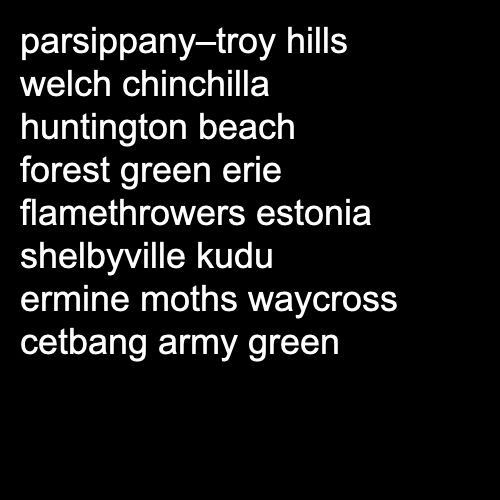 parsippany–troy hills
welch chinchilla
huntington beach
forest green erie
flamethrowers estonia
shelbyville kudu
ermine moths waycross
cetbang army green